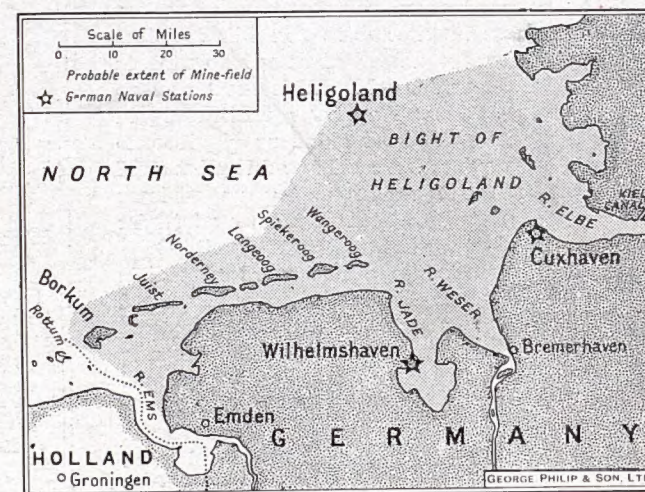 Scale of Miles
0 10 20 30
Probable extent of Mine-field
German Naval Stations
Heligoland
BIGHT OF
HELIGOLAND
NORTH SEA
KIEL
CANAL
R. ELBE
Cuxhaven
Wangeroog
Spiekeroog
Langeoog
Norderney
Juist
Borkum
Rottum
R. JADE
R. WESER
Wilhelmshaven
Bremerhaven
R. EMS
Emden
GERMANY
HOLLAND
Groningen
GEORGE PHILIP & SON, LT